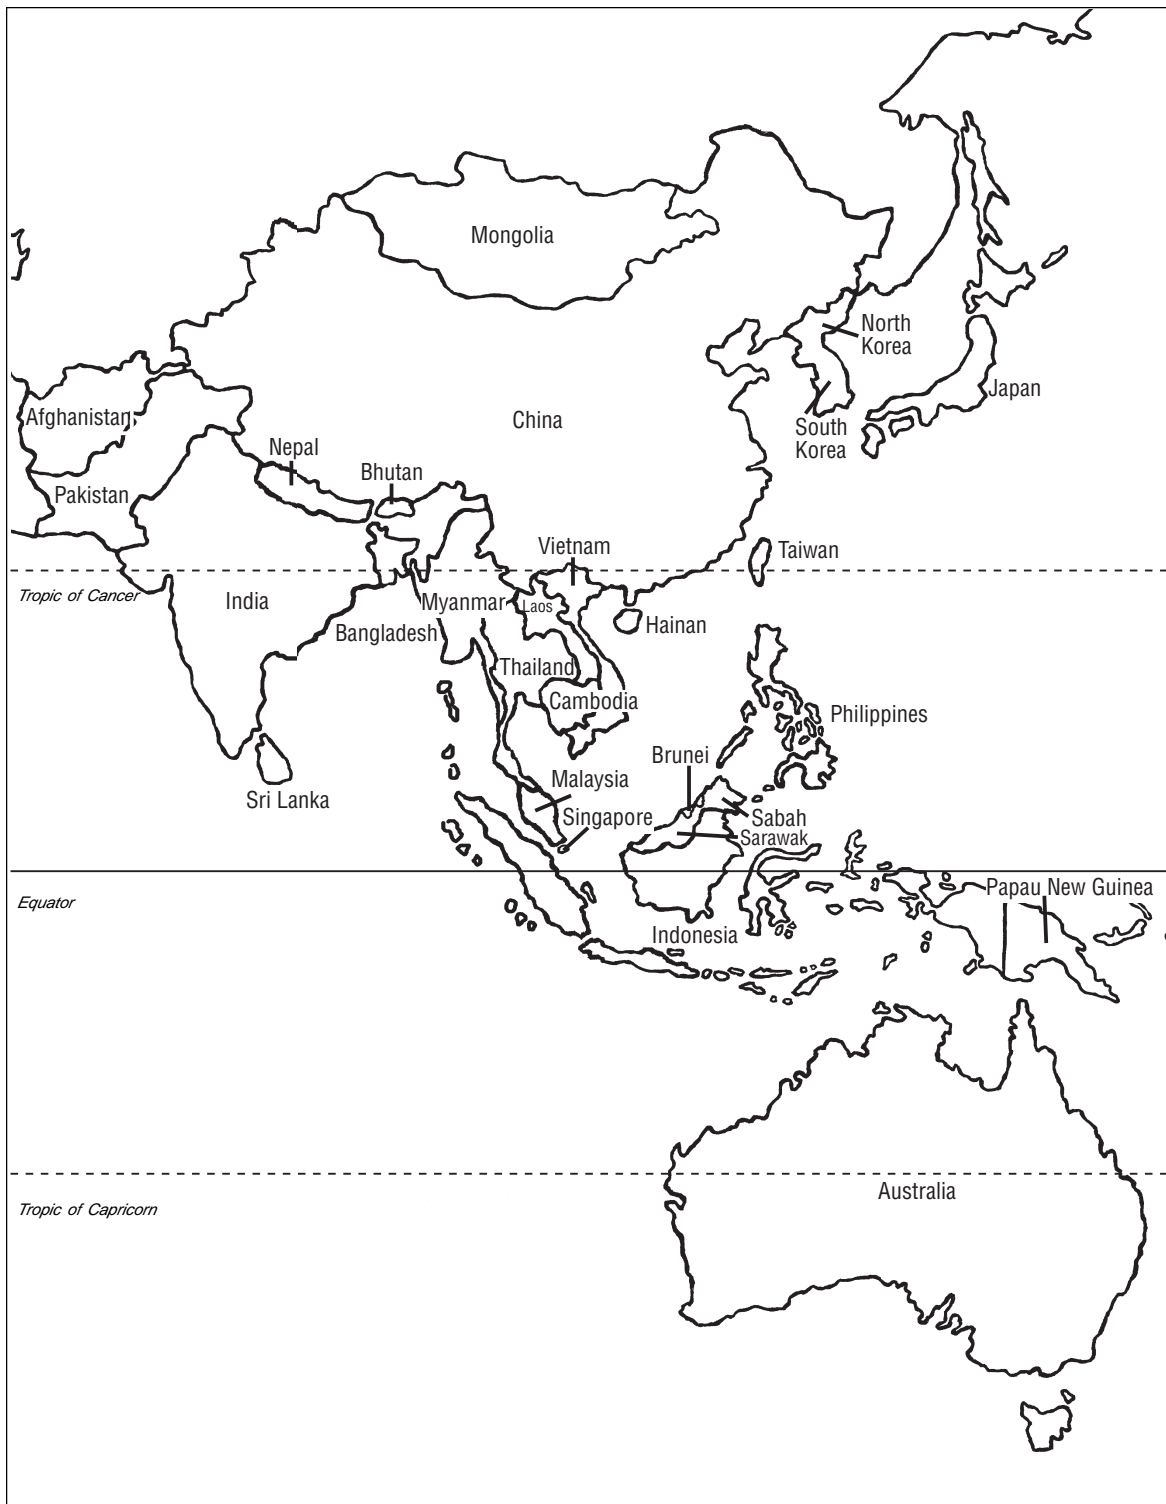 Mongolia
North
Korea
Japan
Afghanistan
China
South
Korea
Nepal
Bhutan
Pakistan
Vietnam
Taiwan
Tropic of Cancer
India
Myanmar
Laos
Hainan
Bangladesh
Thailand
Cambodia
Philippines
Brunei
Malaysia
Sri Lanka
Singapore
Sabah
Sarawak
Papau New Guinea
Equator
Indonesia
Australia
Tropic of Capricorn